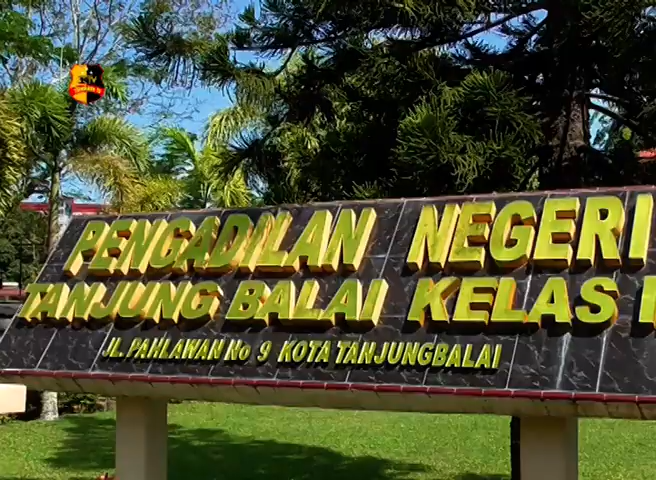 PENGADILAN NEGERI
TANJUNG BALAI KELAS I
JL. PAHLAWAN No 9 KOTA TANJUNGBALAI